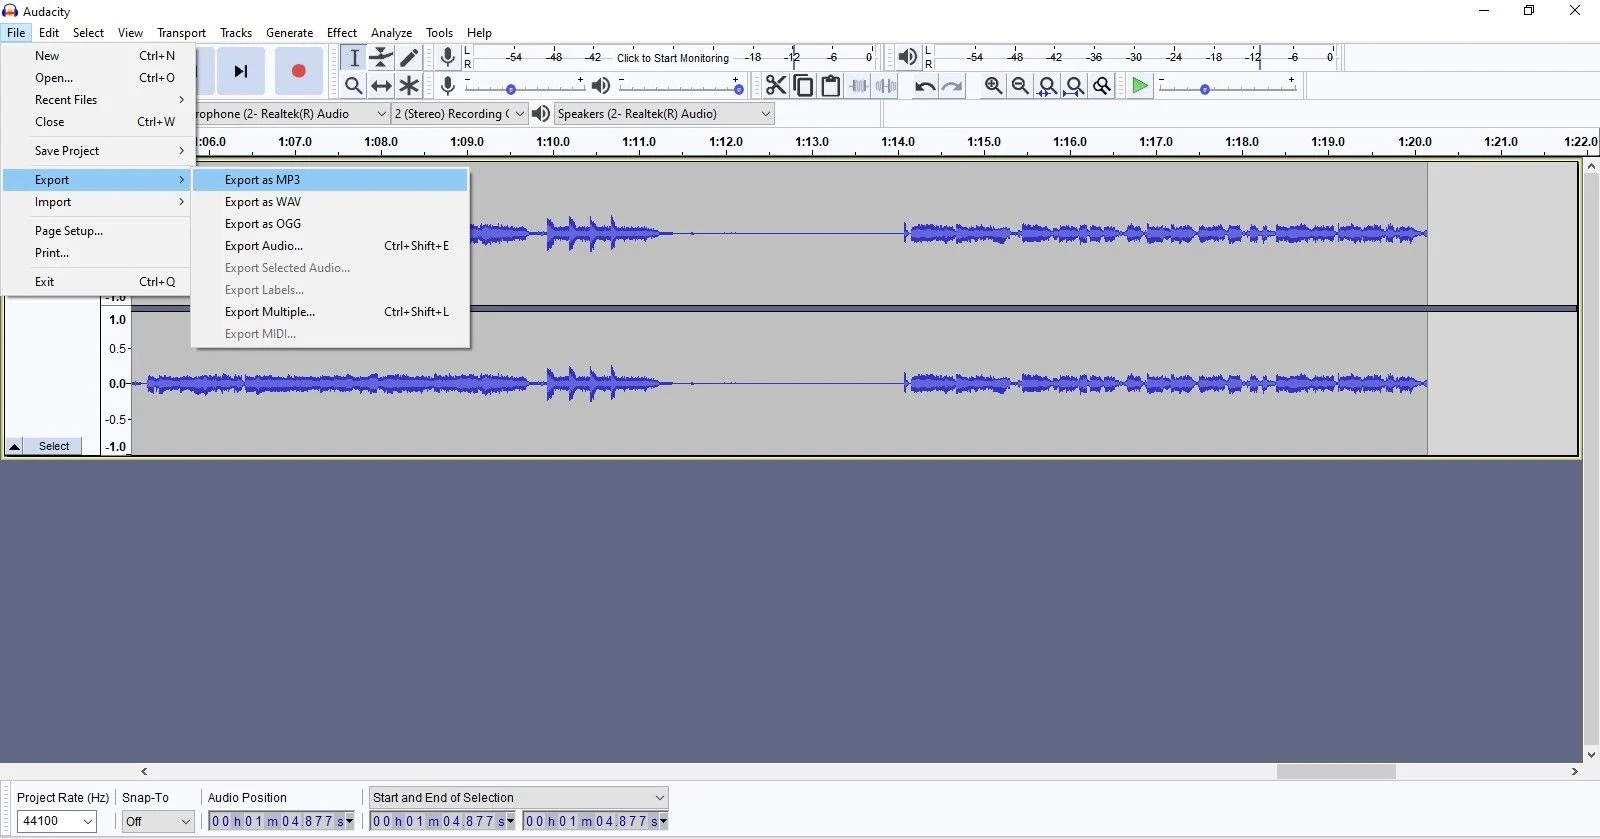 Audacity
File Edit Select View Transport Tracks Generate Effect Analyze Tools Help
New Ctrl+N
Open... Ctrl+O
Recent Files
Close Ctrl+W
Save Project
Export
Import
Page Setup...
Print...
Exit Ctrl+Q
Export as MP3
Export as WAV
Export as OGG
Export Audio... Ctrl+Shift+E
Export Selected Audio...
Export Labels...
Export Multiple... Ctrl+Shift+L
Export MIDI...
L
R
-54 -48 -42 Click to Start Monitoring -18 -12 -6 0
L
R
-54 -48 -42 -36 -30 -24 -18 -12 -6 0
- + - + - +
rophone (2- Realtek(R) Audio 2 (Stereo) Recording Speakers (2- Realtek(R) Audio)
1:06.0 1:07.0 1:08.0 1:09.0 1:10.0 1:11.0 1:12.0 1:13.0 1:14.0 1:15.0 1:16.0 1:17.0 1:18.0 1:19.0 1:20.0 1:21.0 1:22.0
-1.0
1.0
0.5-
0.0-
-0.5-
-1.0
Select
Project Rate (Hz) Snap-To Audio Position Start and End of Selection
44100 Off 00 h 01 m 04.877 s 00 h 01 m 04.877 s 00 h 01 m 04.877 s